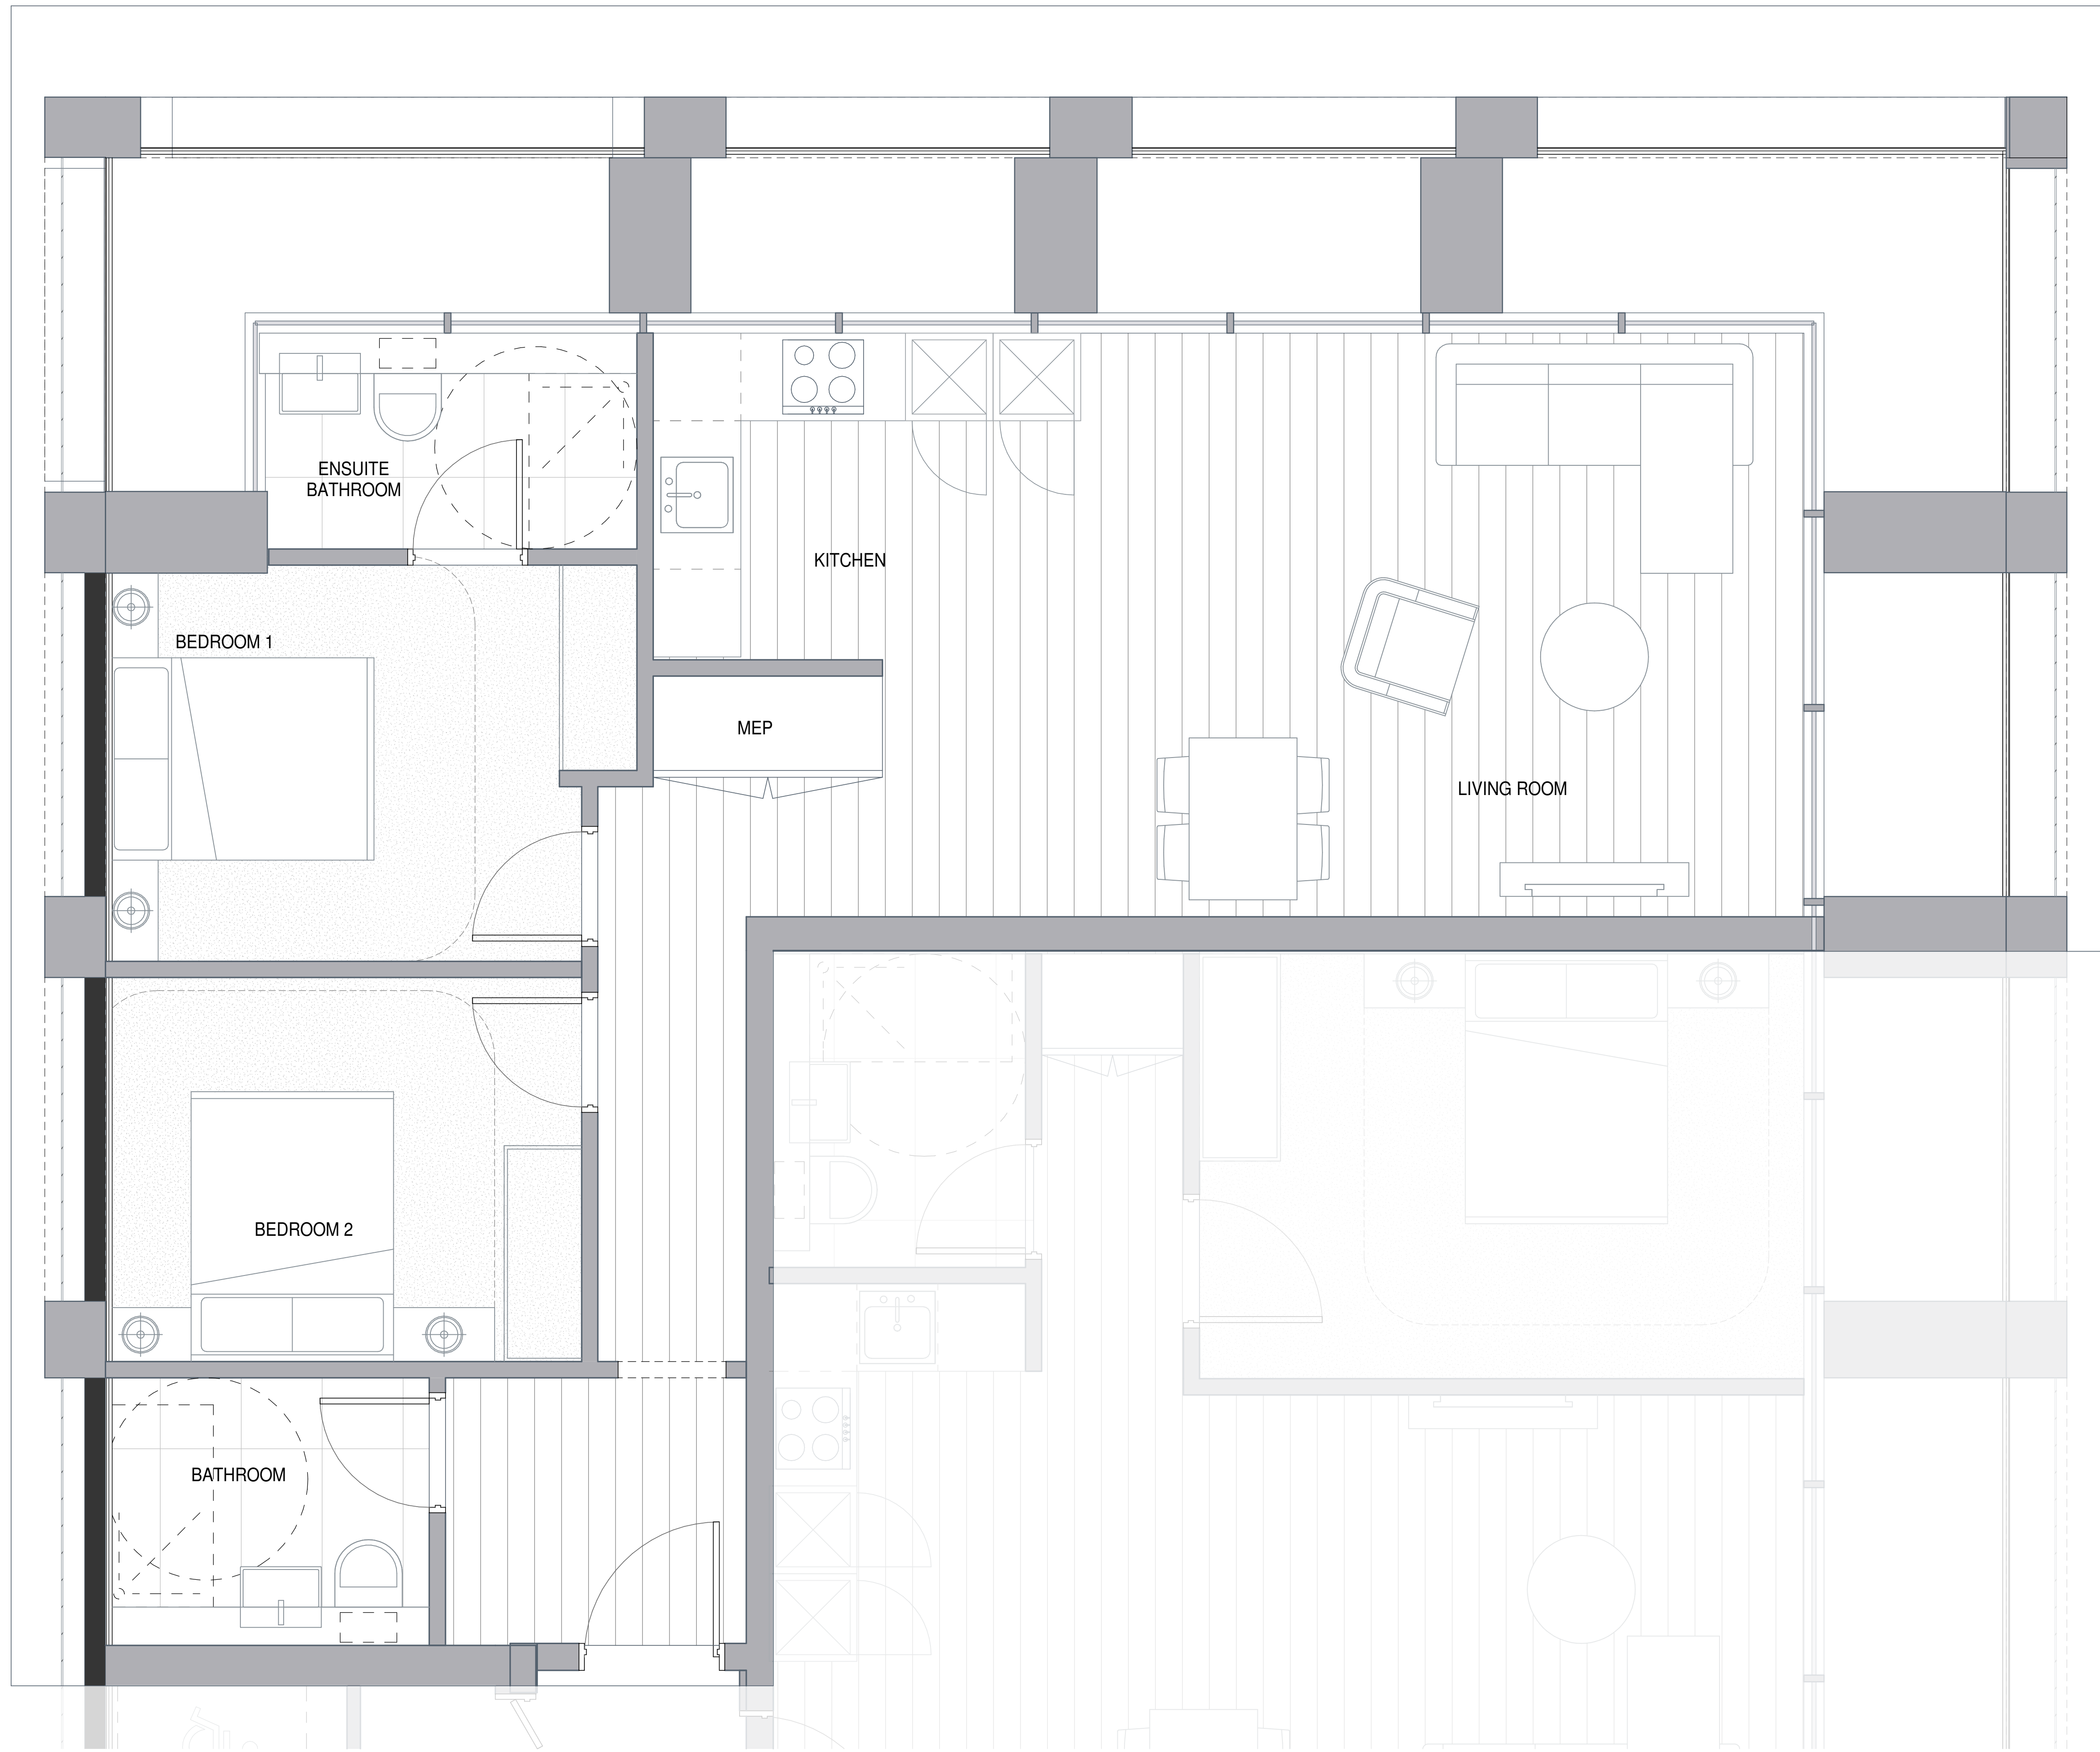 ENSUITE
BATHROOM
KITCHEN
BEDROOM 1
MEP
LIVING ROOM
BEDROOM 2
BATHROOM